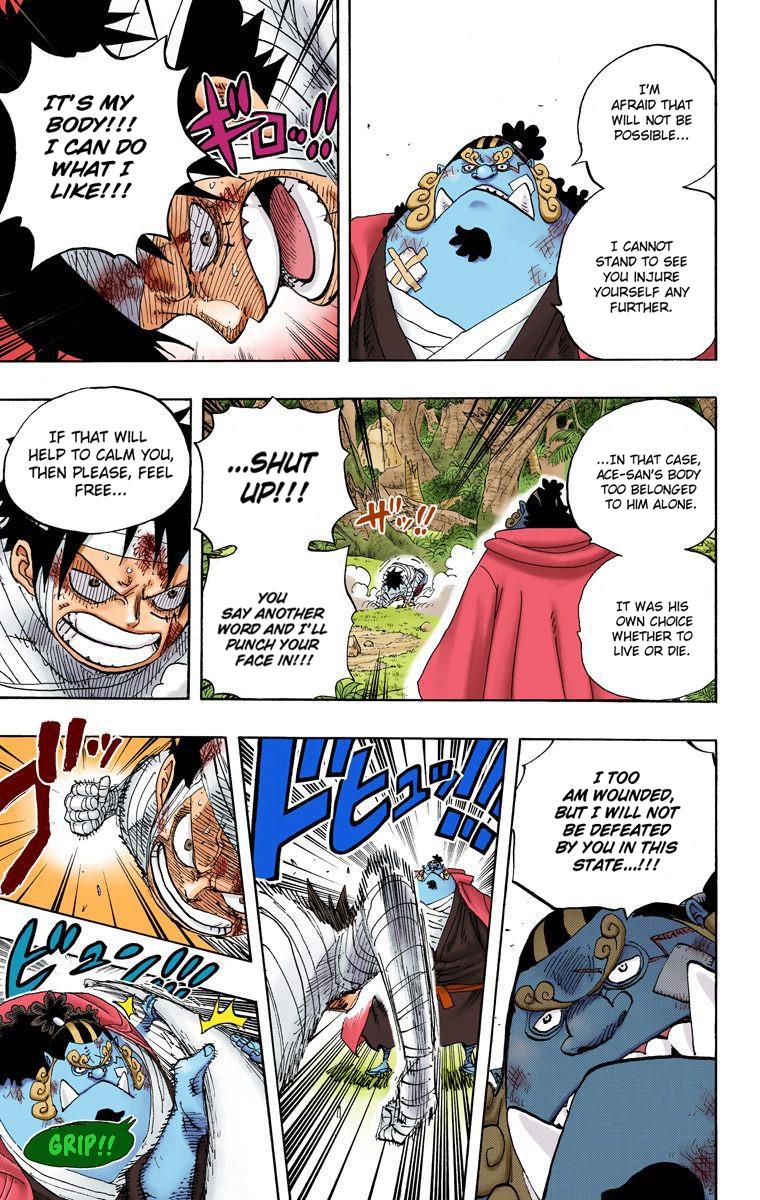 I'M
AFRAID THAT
WILL NOT BE
POSSIBLE...
I CANNOT
STAND TO SEE
YOU INJURE
YOURSELF ANY
FURTHER.
IT'S MY
BODY!!!
I CAN DO
WHAT I
LIKE!!!
ギロ..!!
...IN THAT CASE,
ACE-SAN'S BODY
TOO BELONGED
TO HIM ALONE.
IT WAS HIS
OWN CHOICE
WHETHER TO
LIVE OR DIE.
ザッ!!
...SHUT
UP!!!
YOU
SAY ANOTHER
WORD AND I'LL
PUNCH YOUR
FACE IN!!!
IF THAT WILL
HELP TO CALM YOU,
THEN PLEASE, FEEL
FREE...
I TOO
AM WOUNDED,
BUT I WILL NOT
BE DEFEATED
BY YOU IN THIS
STATE...!!!
ドヒュッ!!!
ブンッ
ビュン!!!
GRIP!!